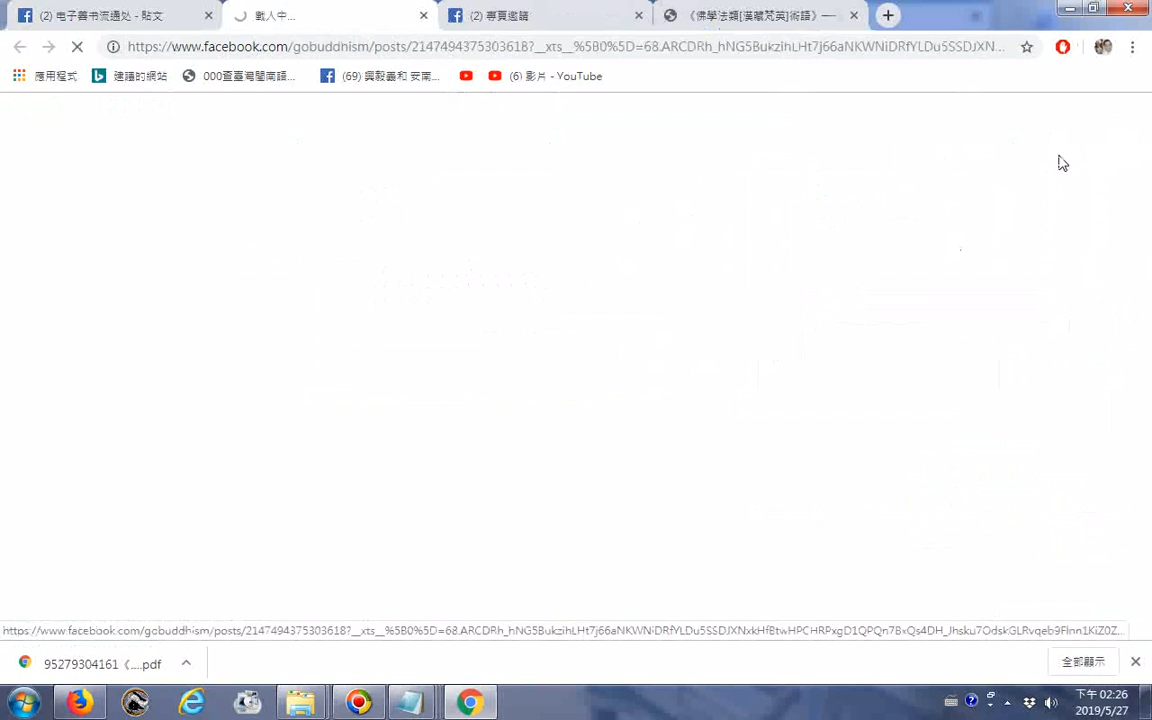 (2) 电子善书流通处 - 貼文
載入中...
(2) 專頁邀請
《佛學法類[漢藏梵英]術語》—
https://www.facebook.com/gobuddhism/posts/2147494375303618?__xts__%5B0%5D=68.ARCDRh_hNG5BukzihLHt7j66aNKWNiDRfYLDu5SSDJXN...
應用程式
建議的網站
000查臺灣閩南語...
(69) 興毅義和 安南...
(6) 影片 - YouTube
https://www.facebook.com/gobuddhism/posts/2147494375303618?__xts__%5B0%5D=68.ARCDRh_hNG5BukzihLHt7j66aNKWNiDRfYLDu5SSDJXNxkHfBtwHPCHRPxgD1QPQn7BxQs4DH_Jhsku7OdskGLRvqeb9Flnn1KiZ0Z...
95279304161《....pdf
全部顯示
下午 02:26
2019/5/27